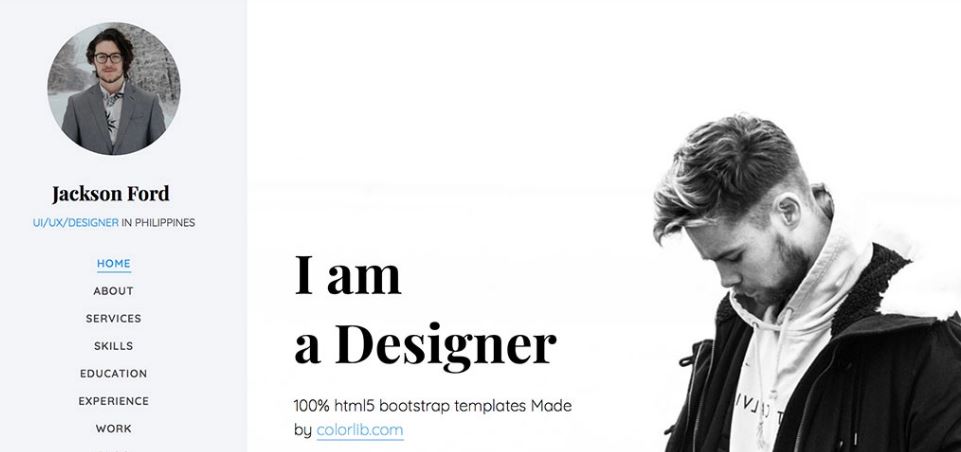 Jackson Ford
UI/UX/DESIGNER IN PHILIPPINES
HOME
ABOUT
SERVICES
SKILLS
EDUCATION
EXPERIENCE
WORK
I am
a Designer
100% html5 bootstrap templates Made
by colorlib.com